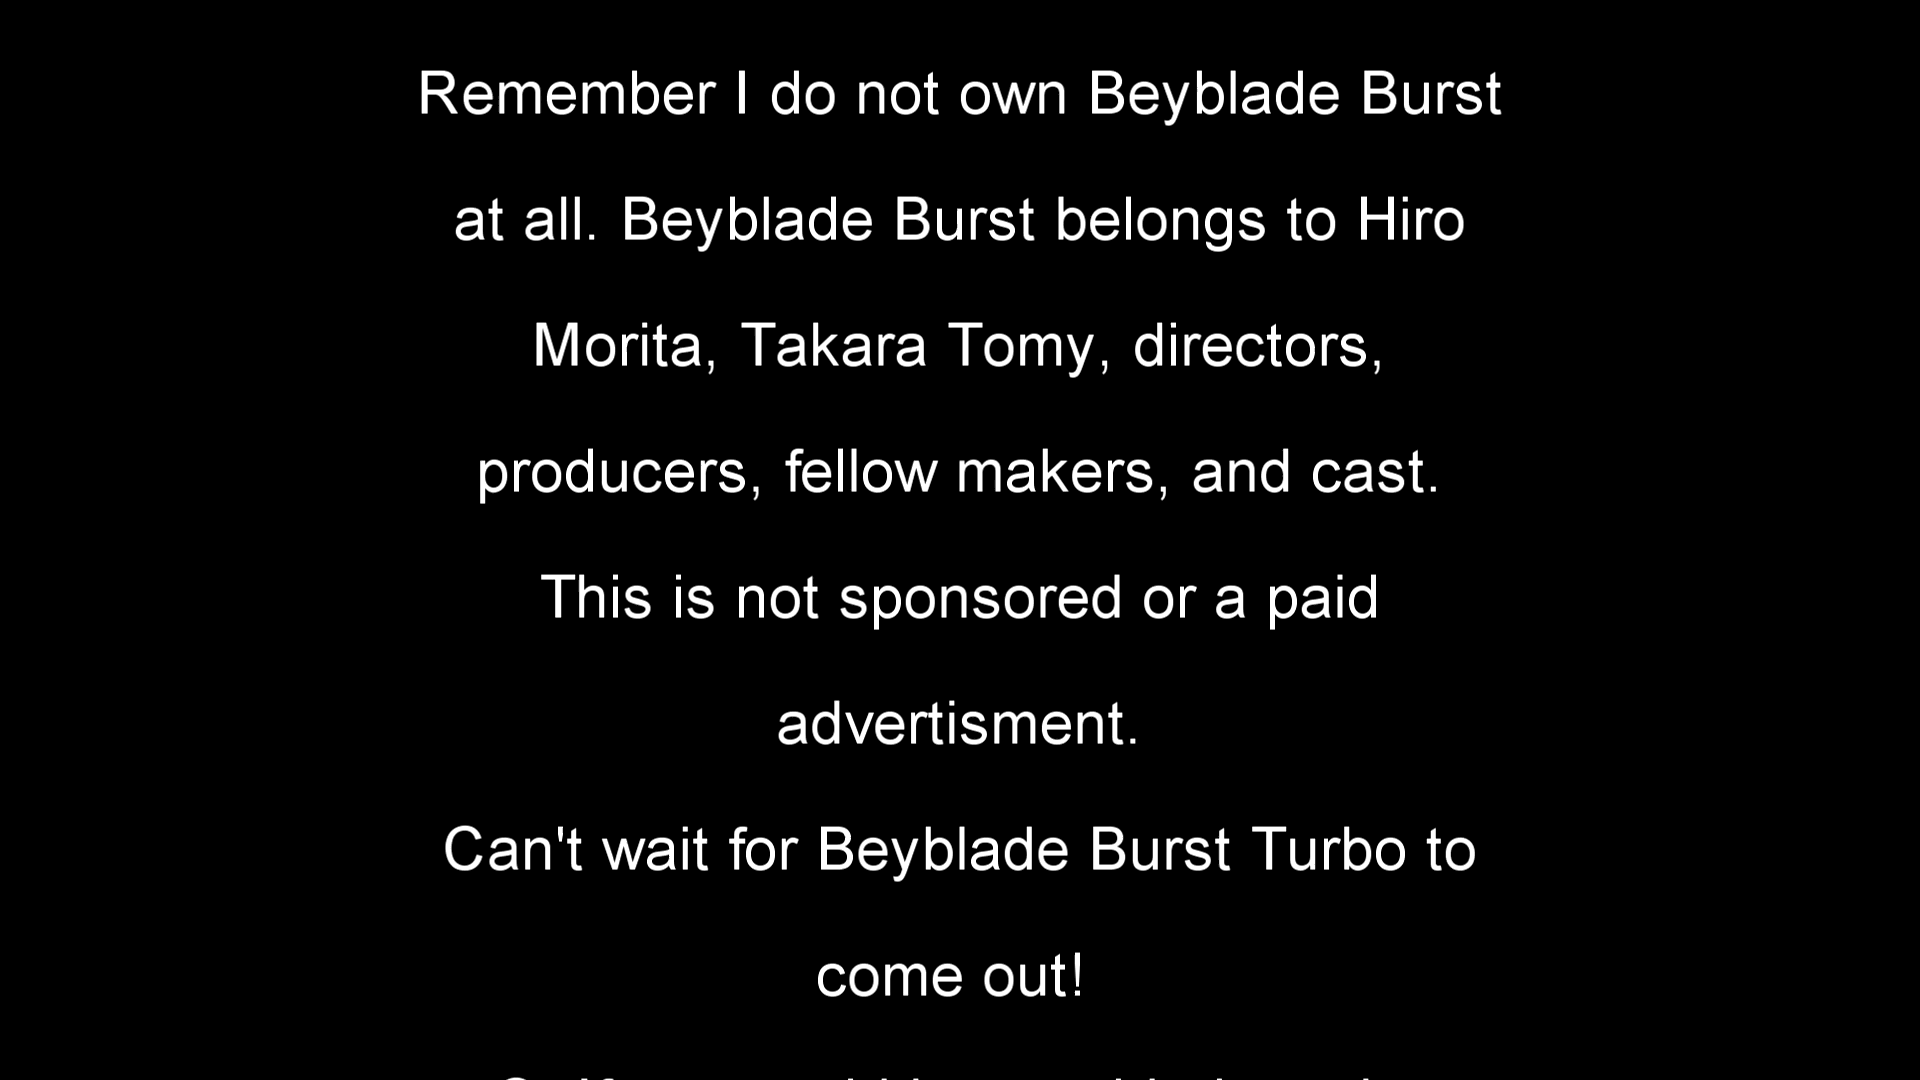 Remember I do not own Beyblade Burst
at all. Beyblade Burst belongs to Hiro
Morita, Takara Tomy, directors,
producers, fellow makers, and cast.
This is not sponsored or a paid
advertisment.
Can't wait for Beyblade Burst Turbo to
come out!